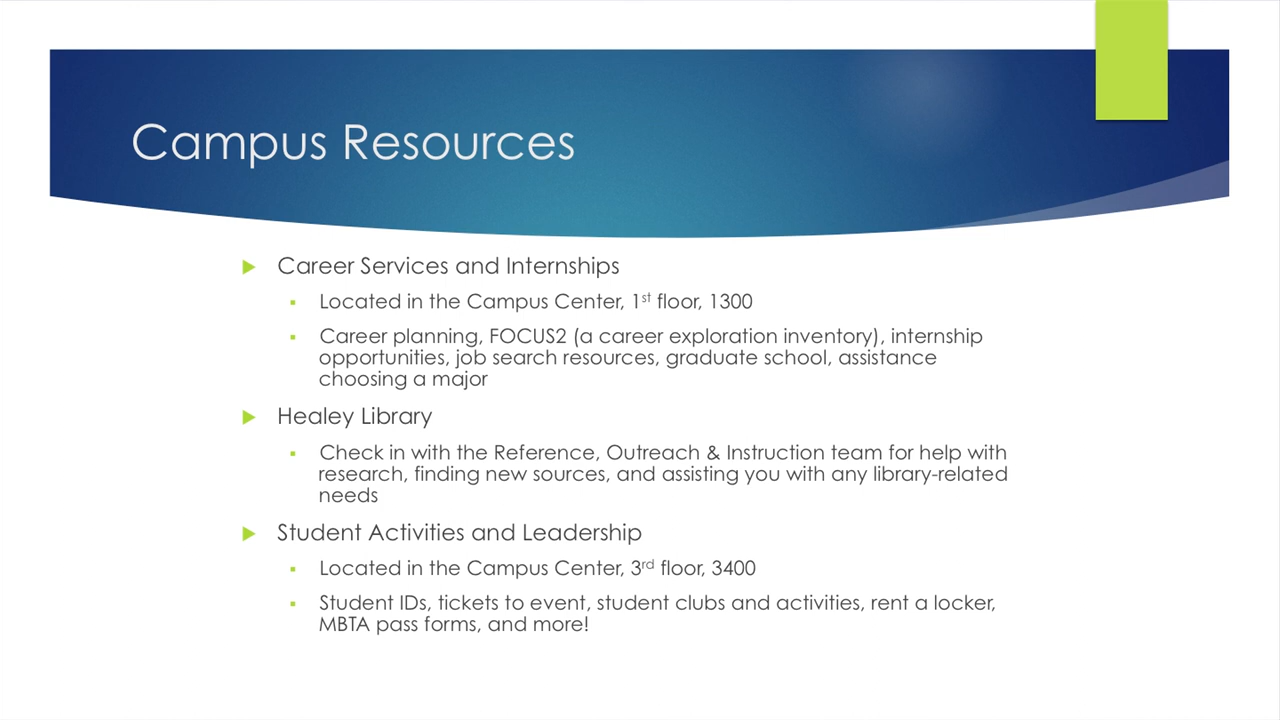 Campus Resources
Career Services and Internships
Located in the Campus Center, 1st floor, 1300
Career planning, FOCUS2 (a career exploration inventory), internship
opportunities, job search resources, graduate school, assistance
choosing a major
Healey Library
Check in with the Reference, Outreach & Instruction team for help with
research, finding new sources, and assisting you with any library-related
needs
Student Activities and Leadership
Located in the Campus Center, 3rd floor, 3400
Student IDs, tickets to event, student clubs and activities, rent a locker,
MBTA pass forms, and more!